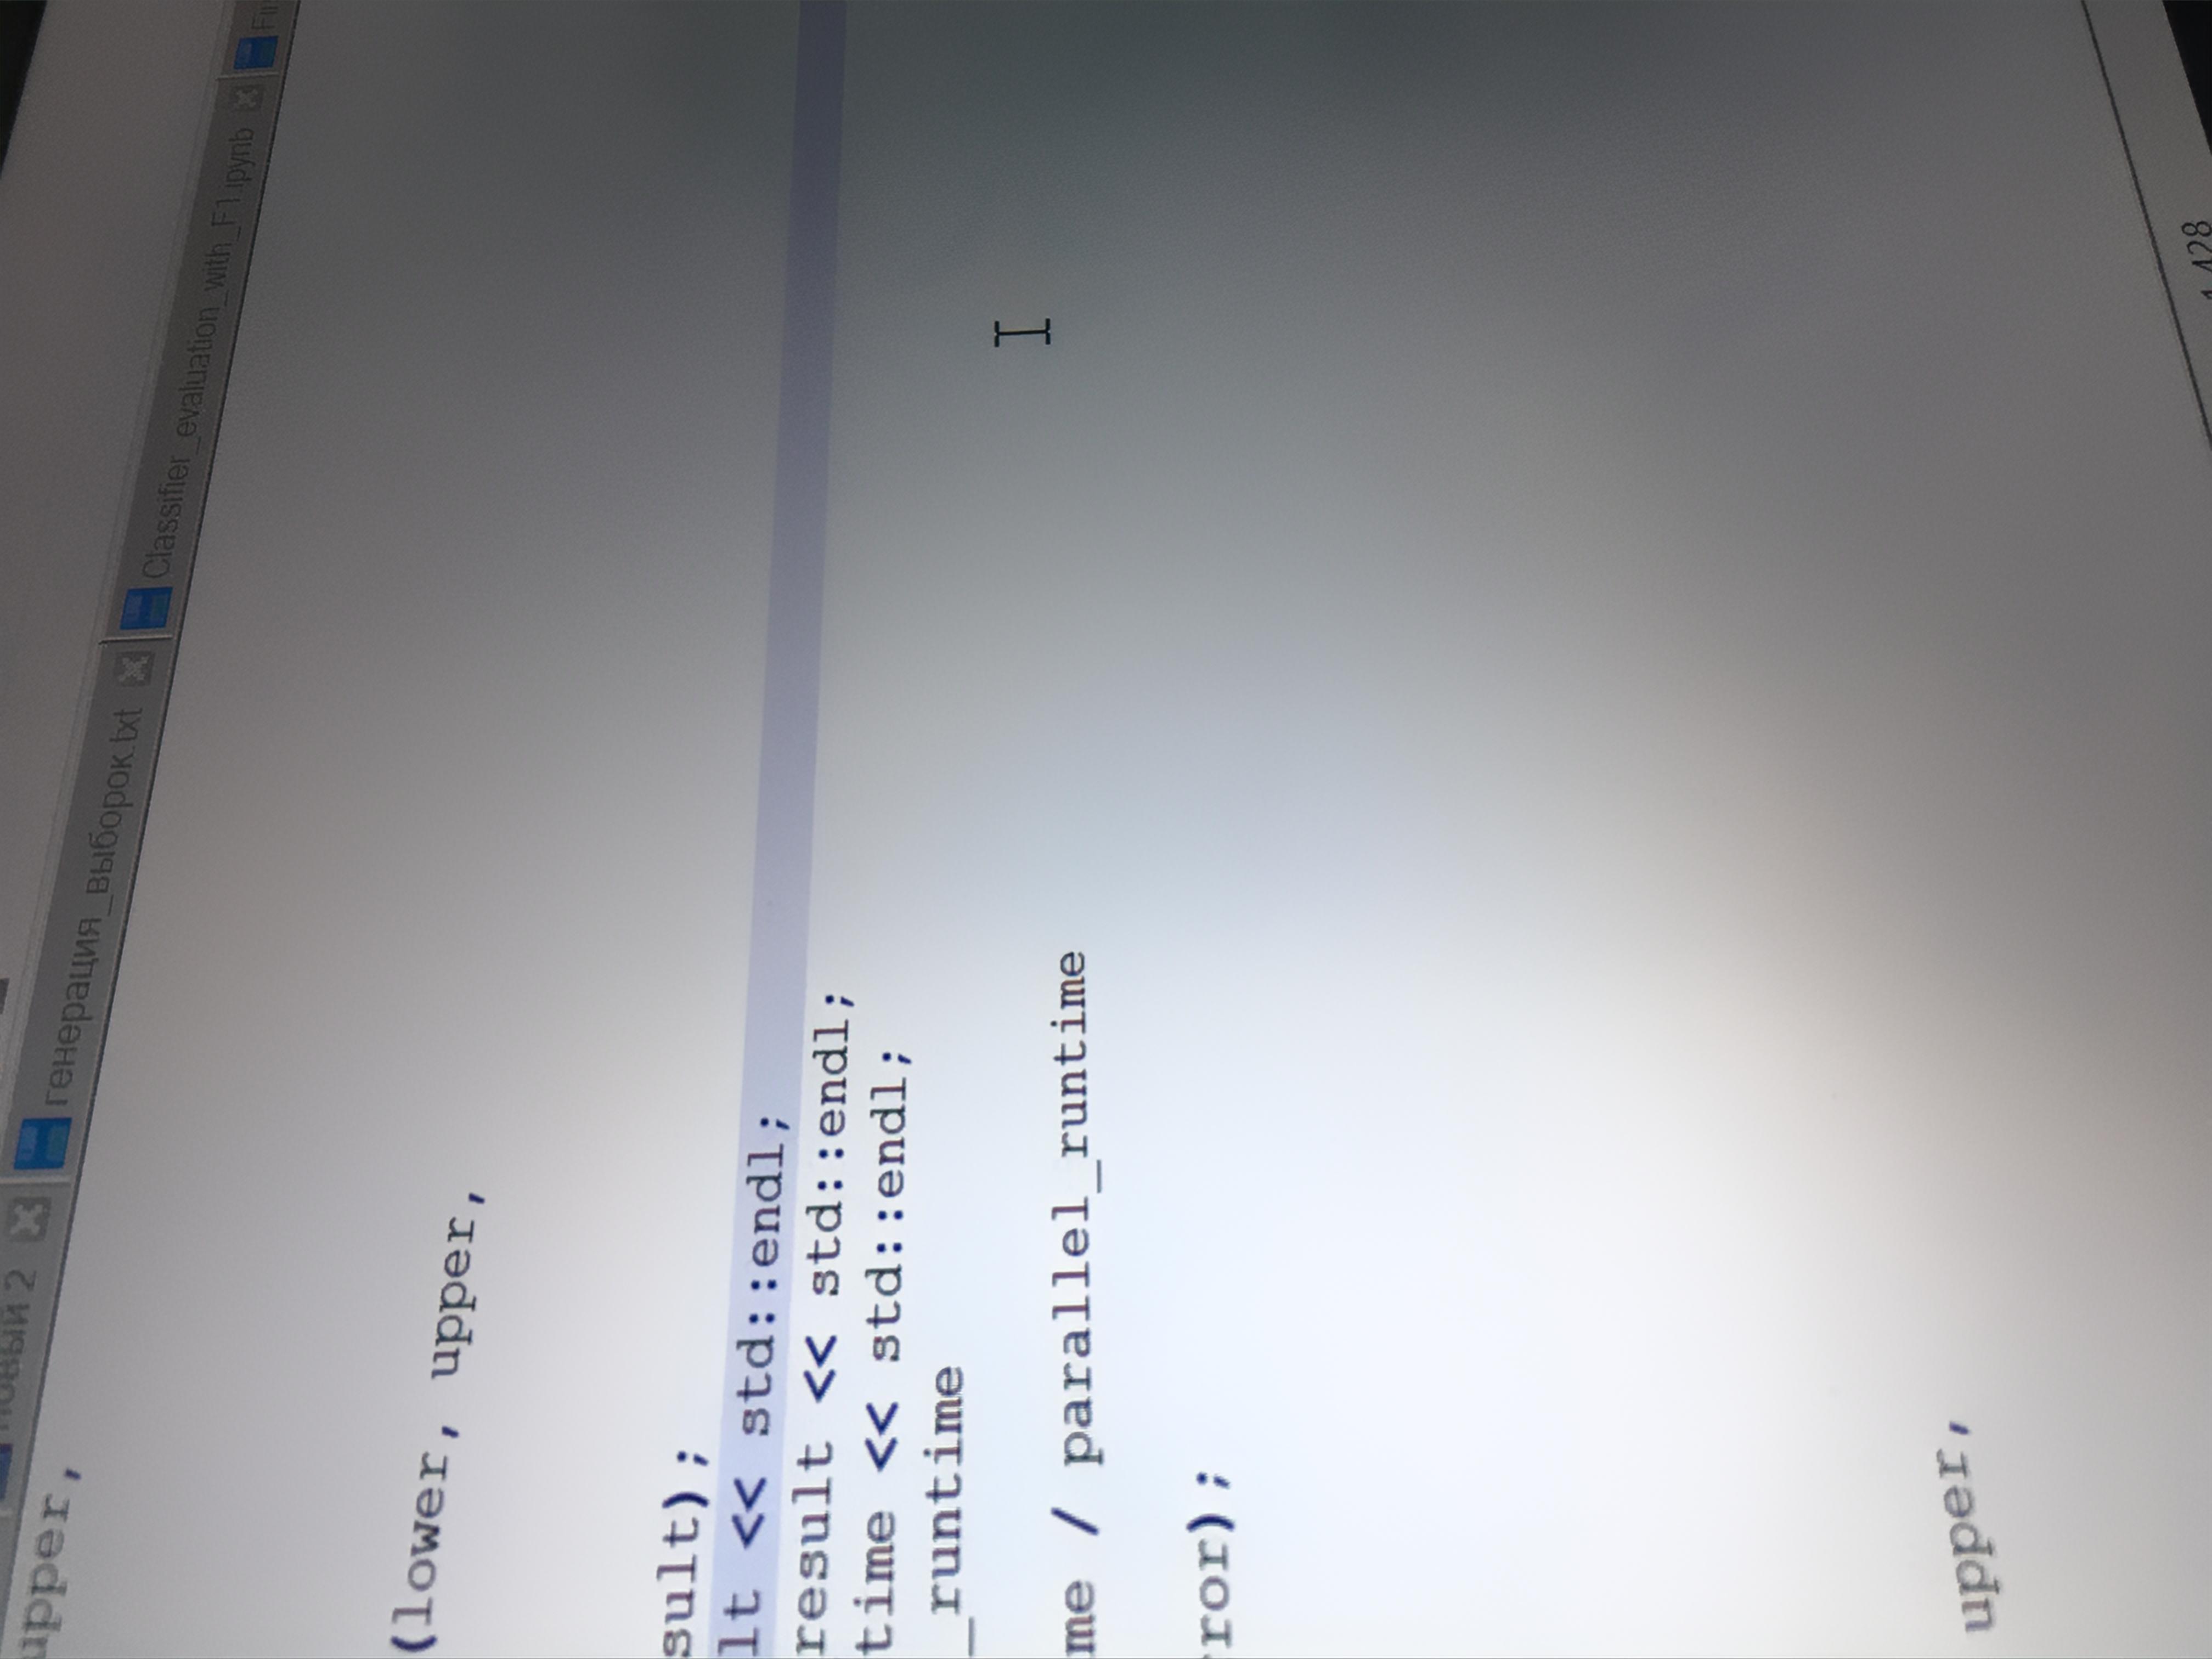 новый 2
генерация_выборок.txt
Classifier_evaluation_with_F1.ipynb
upper,
(lower, upper,
sult);
lt << std::endl;
result << std::endl;
time << std::endl;
_runtime
me / parallel_runtime
ror);
upper,